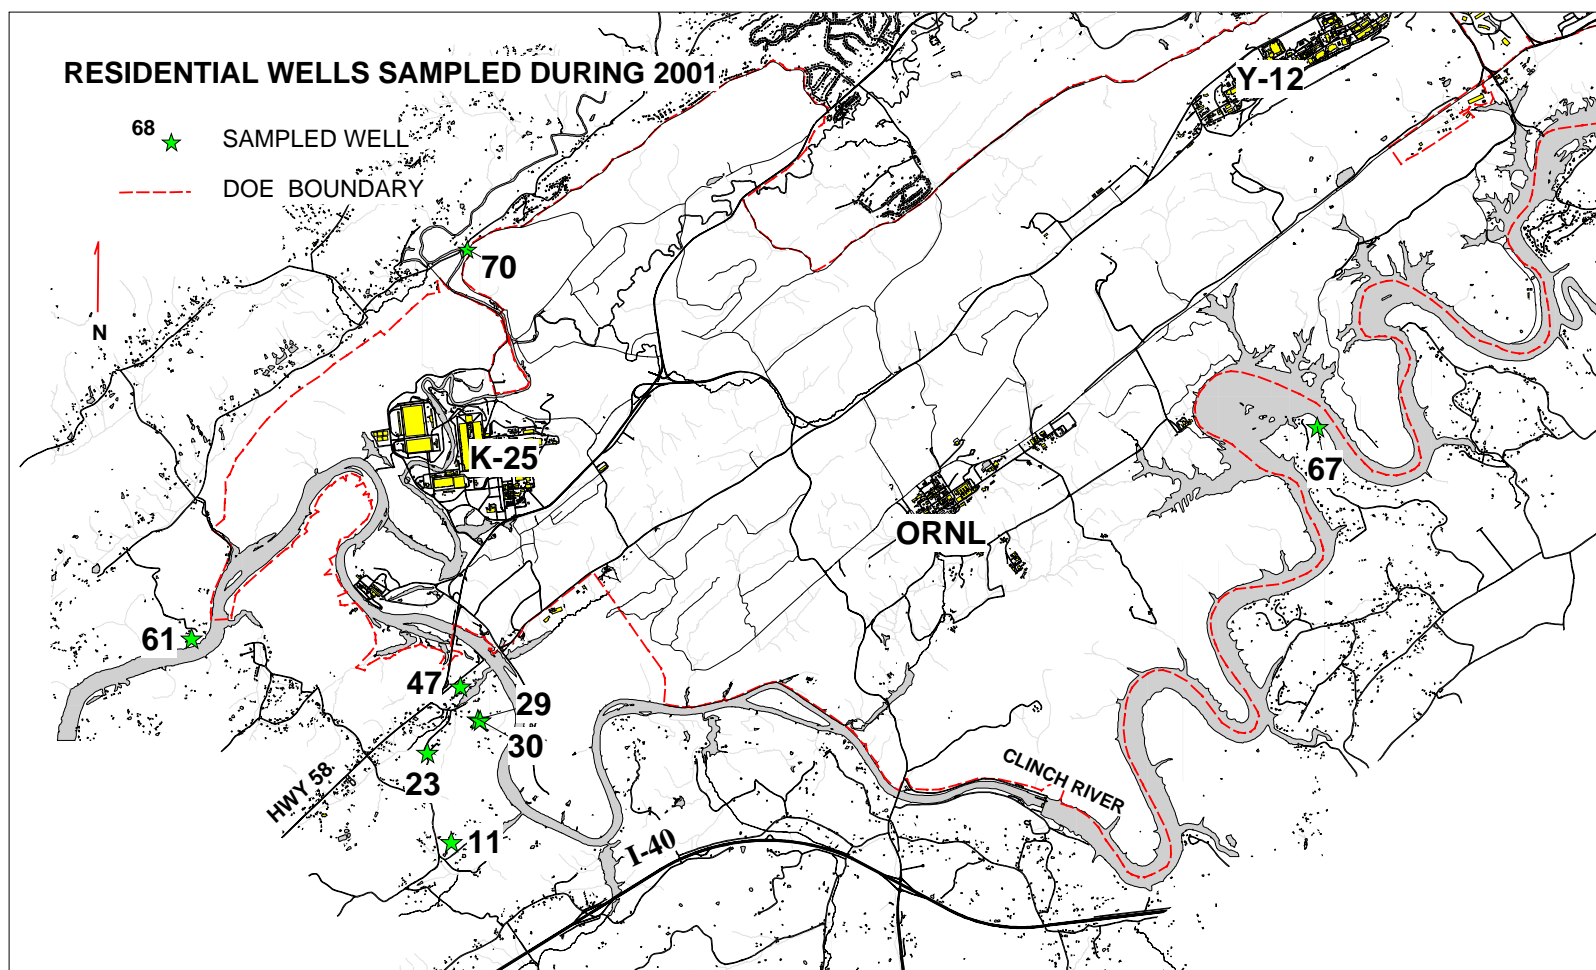 RESIDENTIAL WELLS SAMPLED DURING 2001
68
SAMPLED WELL
DOE BOUNDARY
N
Y-12
70
K-25
67
ORNL
61
47
29
30
23
HWY 58
CLINCH RIVER
11
I-40